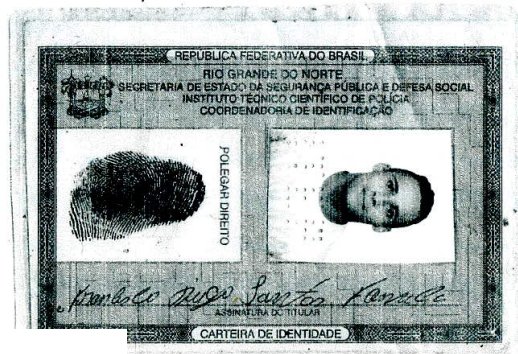 REPÚBLICA FEDERATIVA DO BRASIL
RIO GRANDE DO NORTE
SECRETARIA DE ESTADO DA SEGURANÇA PÚBLICA E DEFESA SOCIAL
INSTITUTO TÉCNICO CIENTÍFICO DE POLÍCIA
COORDENADORIA DE IDENTIFICAÇÃO
POLEGAR DIREITO
Santos
ASSINATURA DO TITULAR
CARTEIRA DE IDENTIDADE